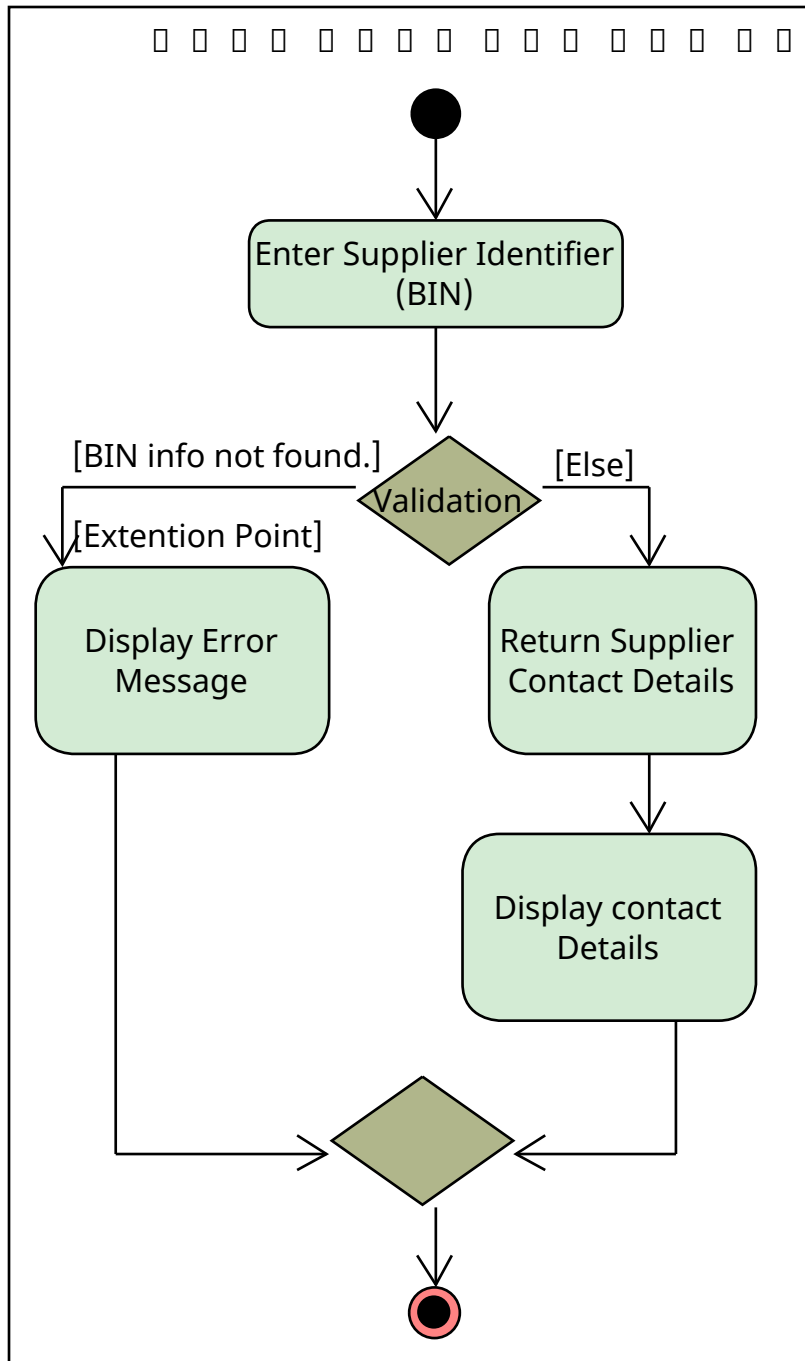 Enter Supplier Identifier
(BIN)
[BIN info not found.]
[Else]
Validation
[Extention Point]
Display Error
Message
Return Supplier
Contact Details
Display contact
Details